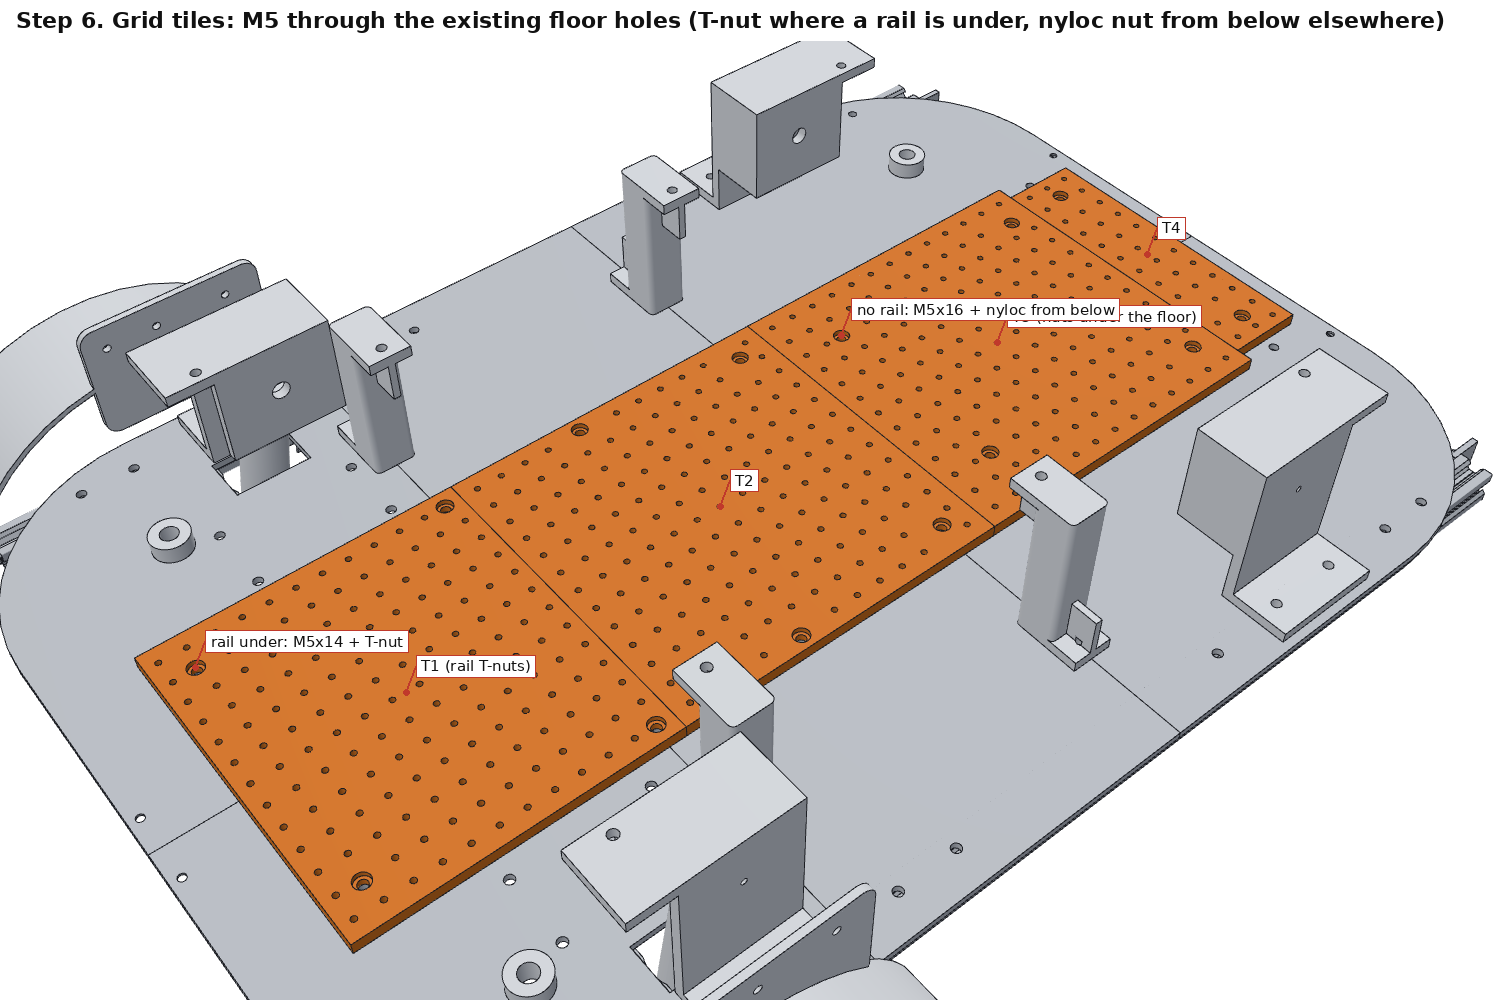 Step 6. Grid tiles: M5 through the existing floor holes (T-nut where a rail is under, nyloc nut from below elsewhere)
T4
no rail: M5x16 + nyloc from below
the floor)
T2
rail under: M5x14 + T-nut
T1 (rail T-nuts)